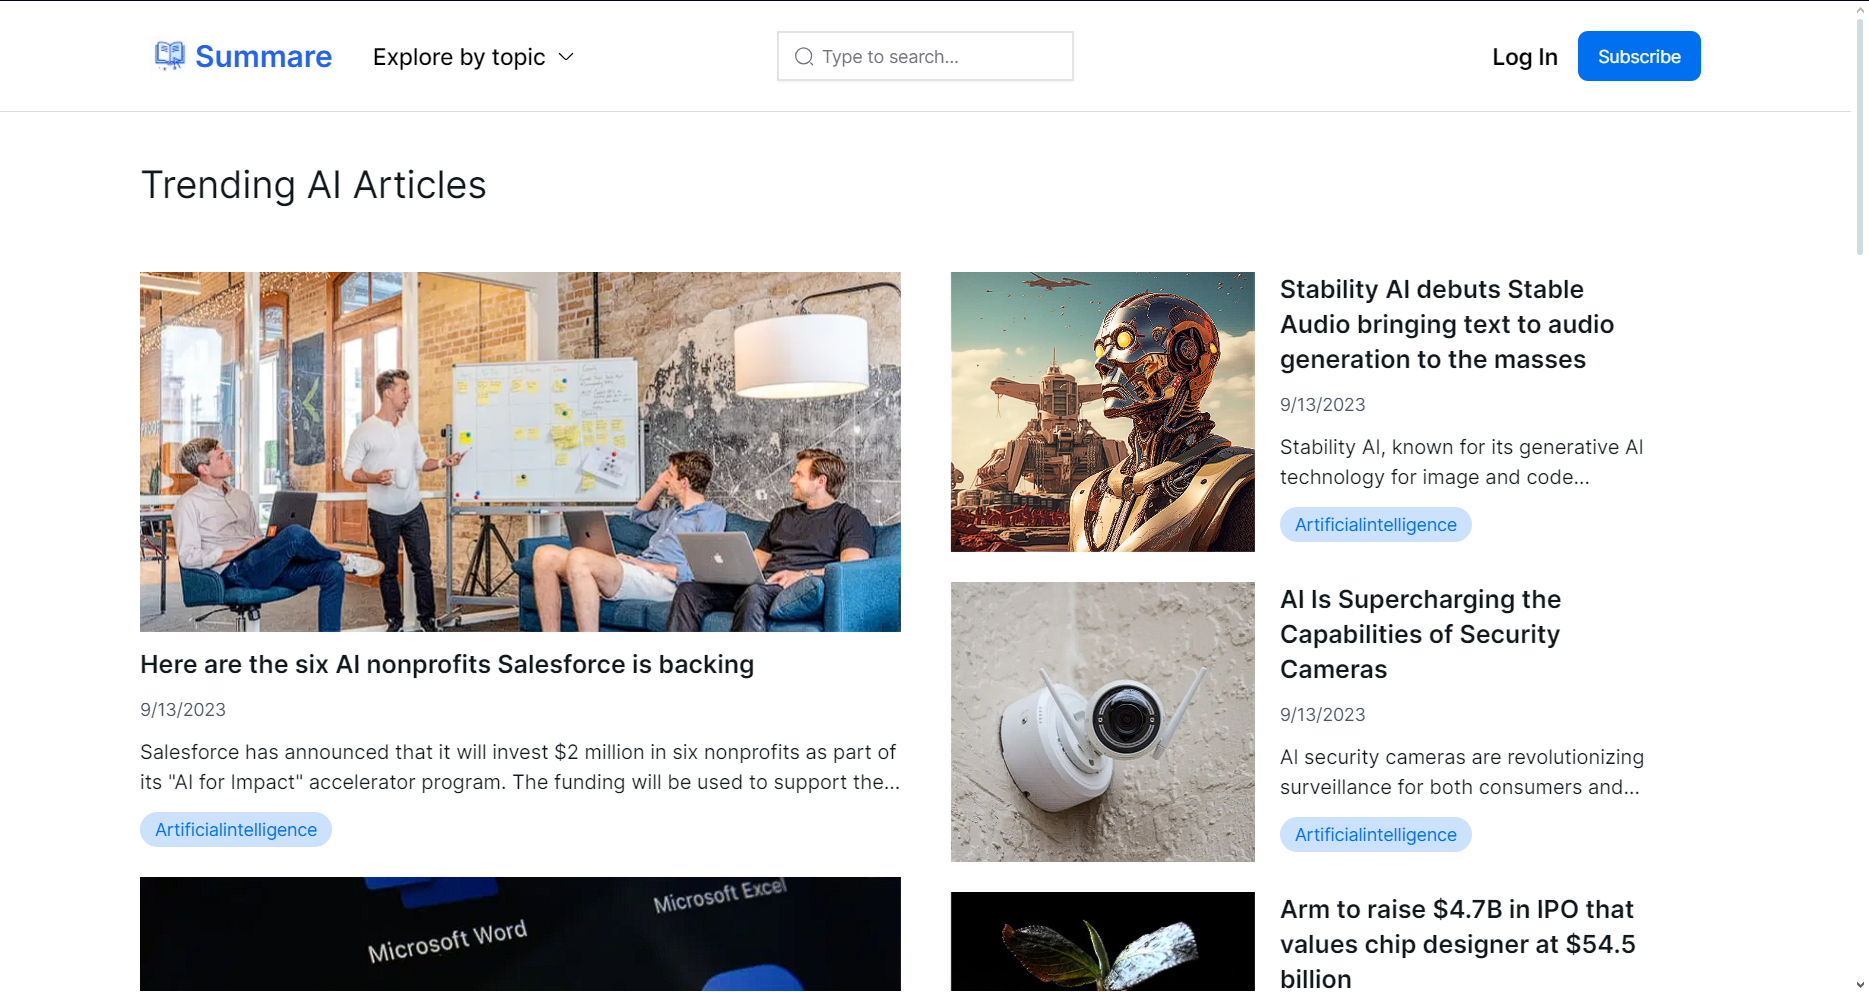 Summare
Explore by topic
Type to search...
Log In
Subscribe
Trending AI Articles
Here are the six AI nonprofits Salesforce is backing
9/13/2023
Salesforce has announced that it will invest $2 million in six nonprofits as part of
its "AI for Impact" accelerator program. The funding will be used to support the...
Artificialintelligence
Microsoft Word
Microsoft Excel
Stability AI debuts Stable
Audio bringing text to audio
generation to the masses
9/13/2023
Stability AI, known for its generative AI
technology for image and code...
Artificialintelligence
AI Is Supercharging the
Capabilities of Security
Cameras
9/13/2023
AI security cameras are revolutionizing
surveillance for both consumers and...
Artificialintelligence
Arm to raise $4.7B in IPO that
values chip designer at $54.5
billion